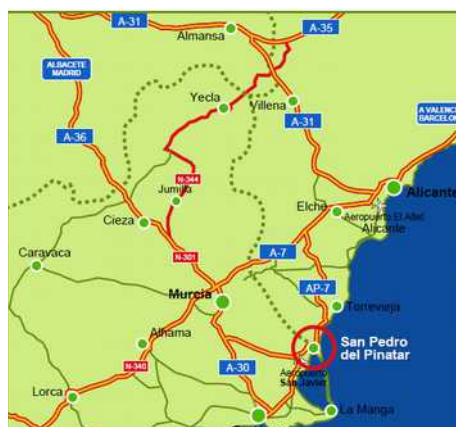 A-31
A-35
Almansa
ALBACETE
MADRID
Yecla
Villena
A-31
A VALENCIA
BARCELON
A-36
N-344
Jumilla
Alicante
Elche
Aeropuerto El Altet
Alicante
Cieza
Caravaca
N-301
A-7
AP-7
Murcia
Torrevieja
San Pedro
del Pinatar
Alhama
Aeropuerto
San Javier
N-340
A-30
Lorca
La Manga